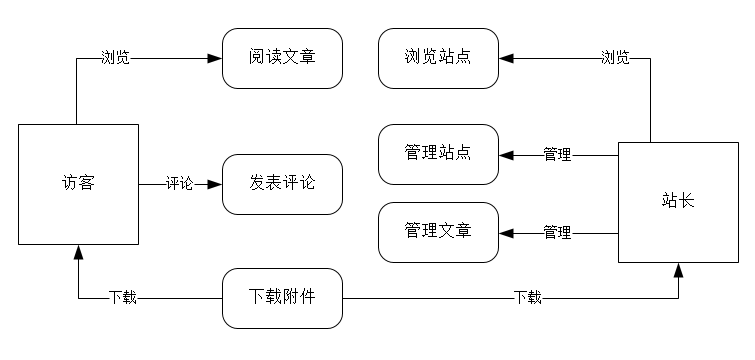 浏览
阅读文章
浏览站点
浏览
访客
评论
发表评论
管理站点
管理
站长
管理文章
管理
下载
下载附件
下载